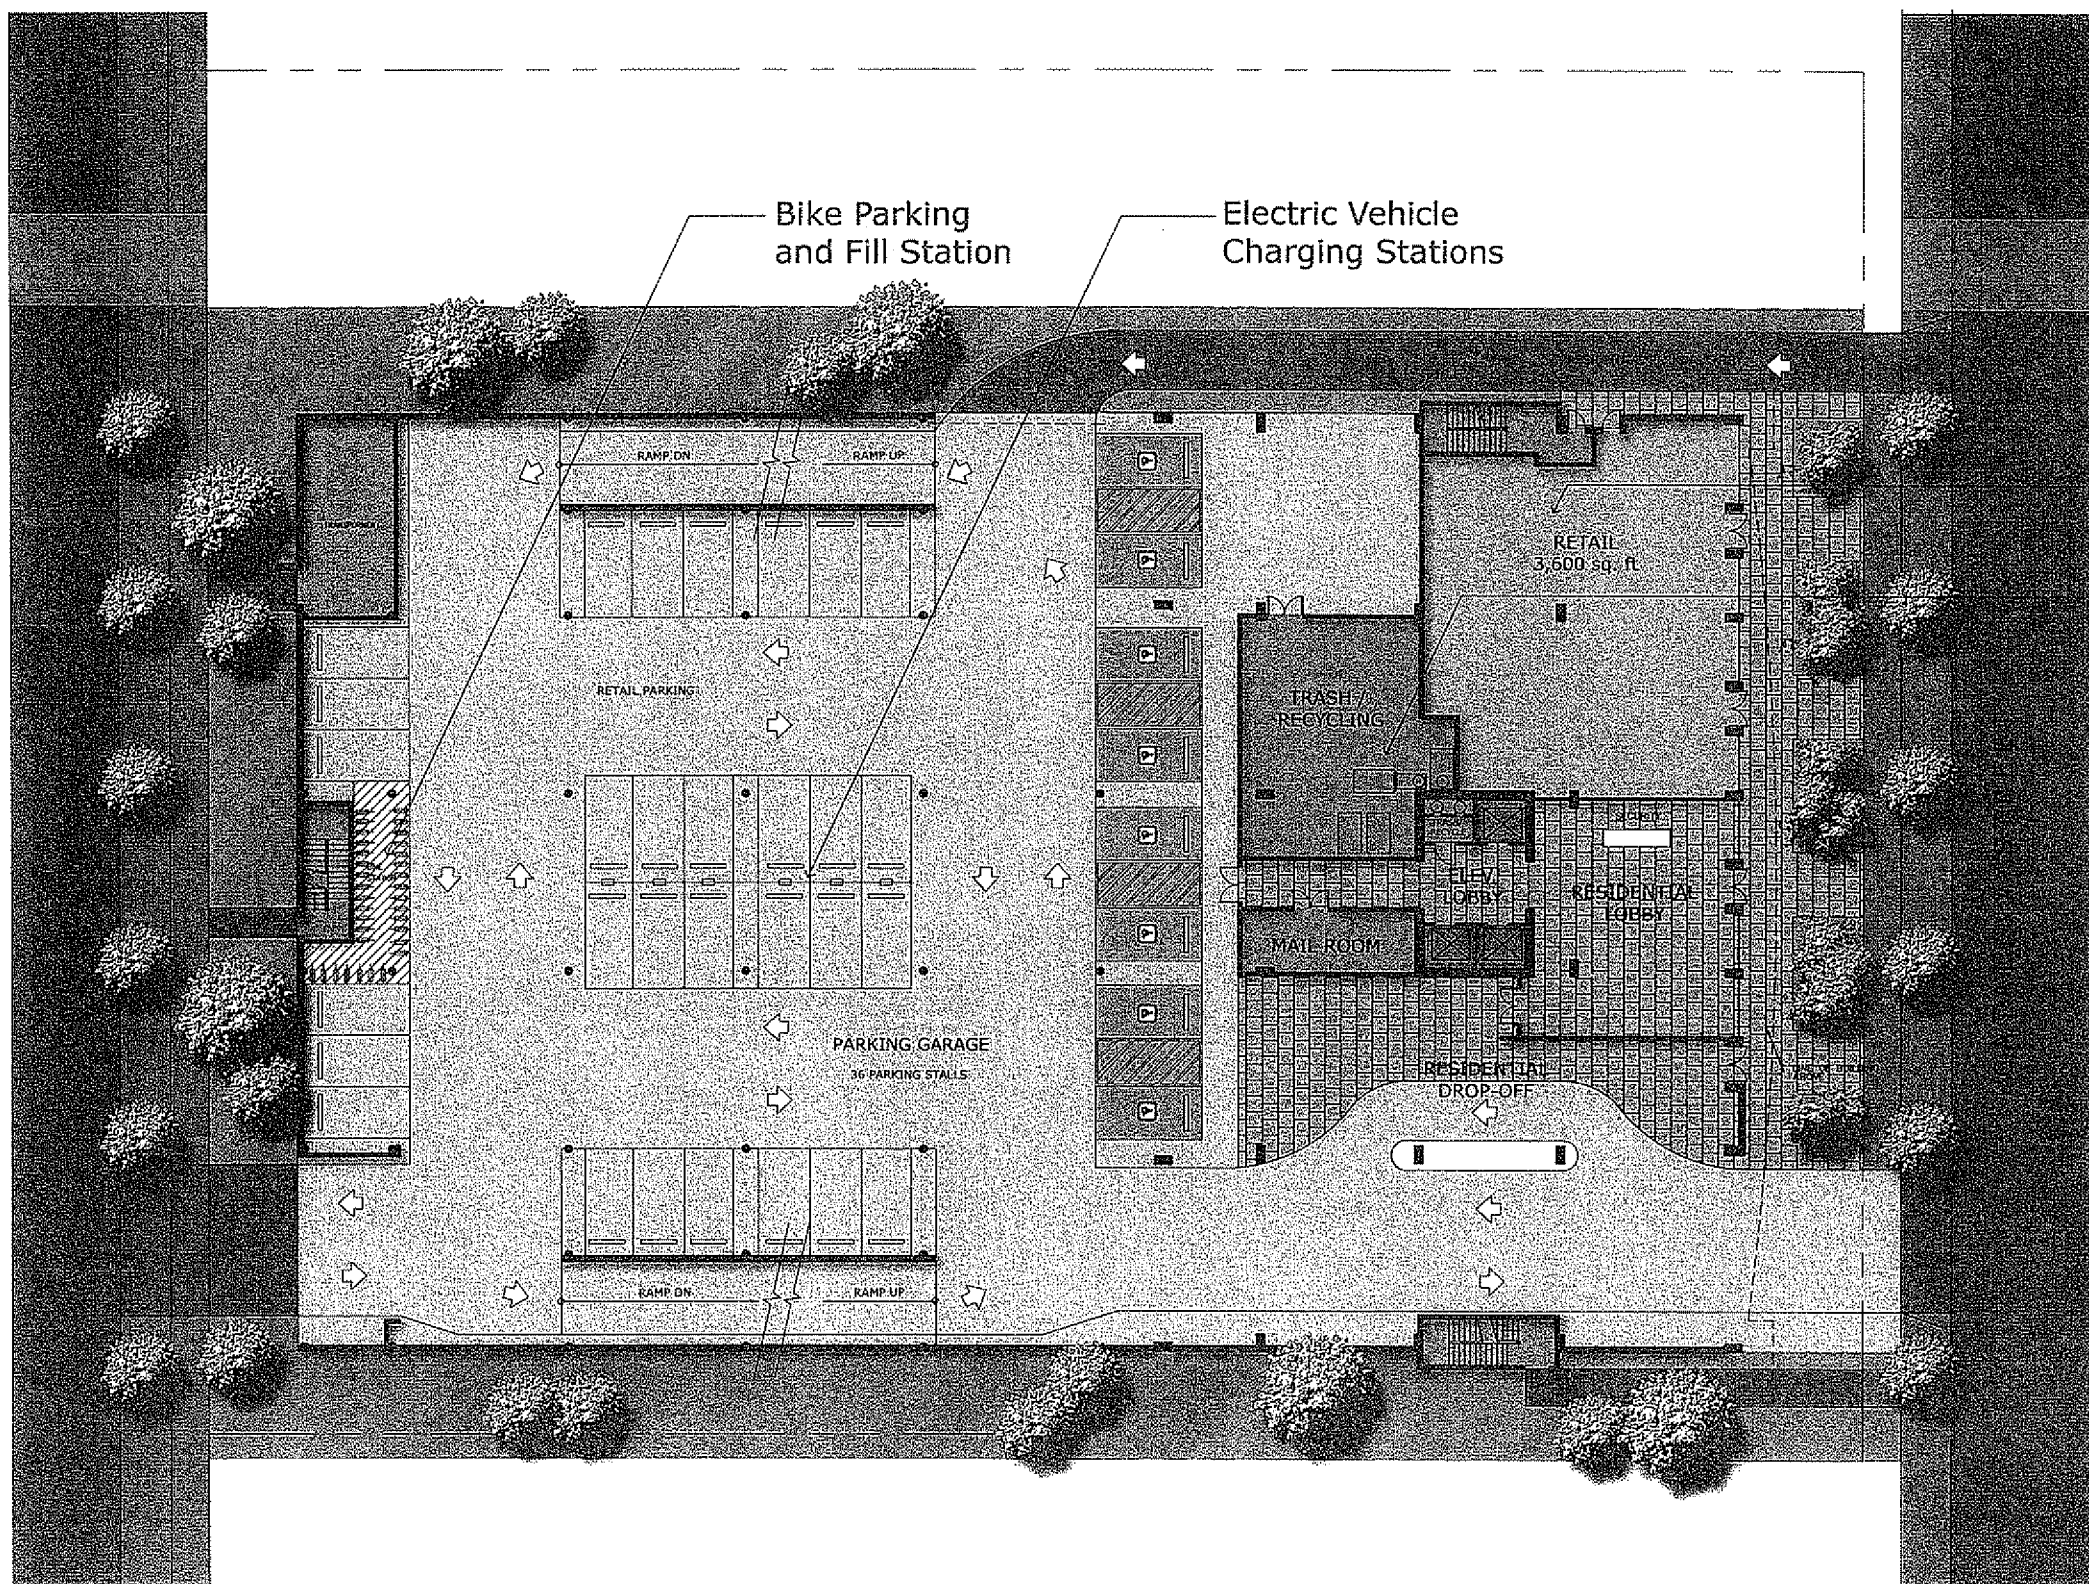 Bike Parking
and Fill Station
Electric Vehicle
Charging Stations
RAMP DN
RAMP UP
RETAIL
3,600 sq. ft
RETAIL PARKING
TRASH /
RECYCLING
ELEV.
LOBBY
RESIDENTIAL
LOBBY
MAIL ROOM
PARKING GARAGE
36 PARKING STALLS
RESIDENTIAL
DROP-OFF
RAMP DN
RAMP UP